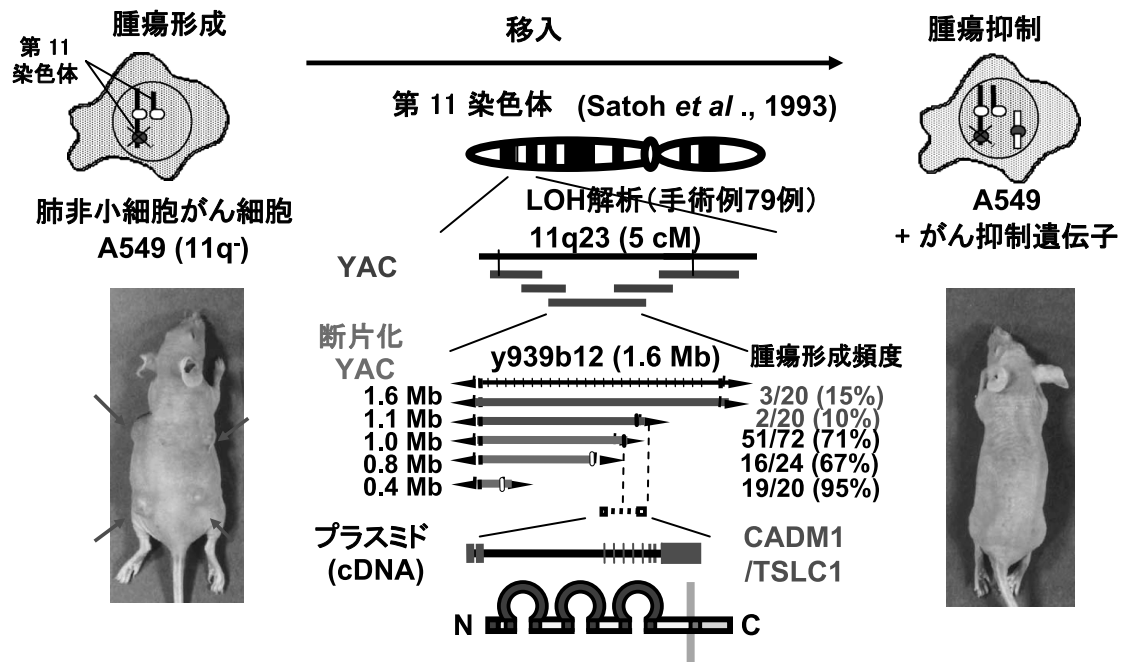 腫瘍形成
移入
腫瘍抑制
第 11
染色体
第 11 染色体 (Satoh et al ., 1993)
肺非小細胞がん細胞
A549 (11q-)
LOH解析(手術例79例)
11q23 (5 cM)
A549
+ がん抑制遺伝子
YAC
断片化
YAC
y939b12 (1.6 Mb)
腫瘍形成頻度
1.6 Mb
3/20 (15%)
1.1 Mb
2/20 (10%)
1.0 Mb
51/72 (71%)
0.8 Mb
16/24 (67%)
0.4 Mb
19/20 (95%)
プラスミド
(cDNA)
CADM1
/TSLC1
N
C